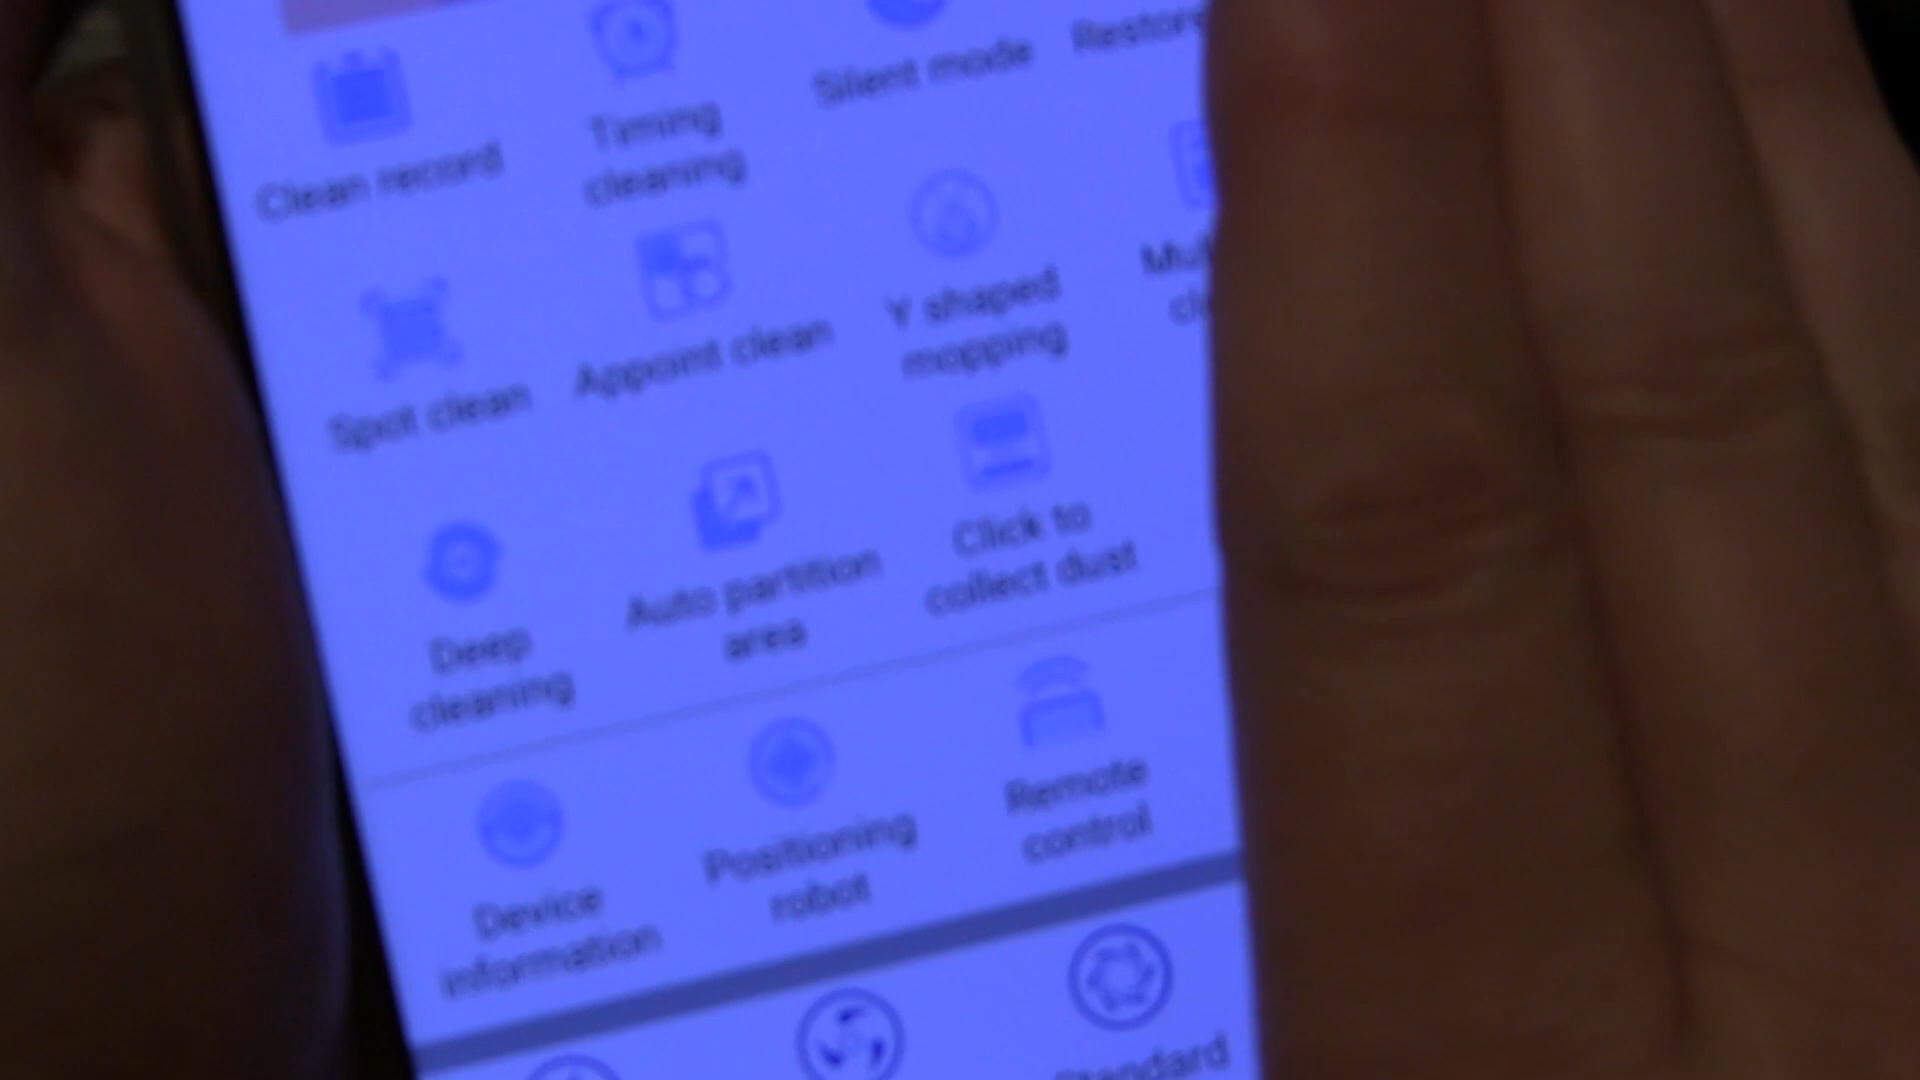 Clean record
Timing
cleaning
Silent mode
Restore
Spot clean
Appoint clean
Y shaped
mopping
Deep
cleaning
Auto partition
area
Click to
collect dust
Device
information
Positioning
robot
Remote
control
Standard